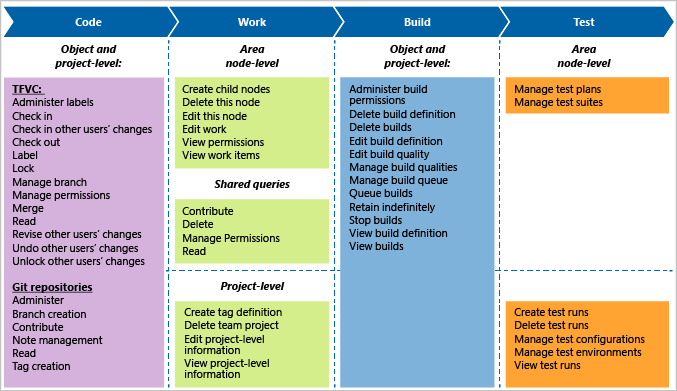 Code
Work
Build
Test
Object and
project-level:
TFVC:
Administer labels
Check in
Check in other users' changes
Check out
Label
Lock
Manage branch
Manage permissions
Merge
Read
Revise other users' changes
Undo other users' changes
Unlock other users' changes
Git repositories
Administer
Branch creation
Contribute
Note management
Read
Tag creation
Area
node-level
Create child nodes
Delete this node
Edit this node
Edit work
View permissions
View work items
Shared queries
Contribute
Delete
Manage Permissions
Read
Project-level
Create tag definition
Delete team project
Edit project-level
information
View project-level
information
Object and
project-level:
Administer build
permissions
Delete build definition
Delete builds
Edit build definition
Edit build quality
Manage build qualities
Manage build queue
Queue builds
Retain indefinitely
Stop builds
View build definition
View builds
Area
node-level
Manage test plans
Manage test suites
Create test runs
Delete test runs
Manage test configurations
Manage test environments
View test runs